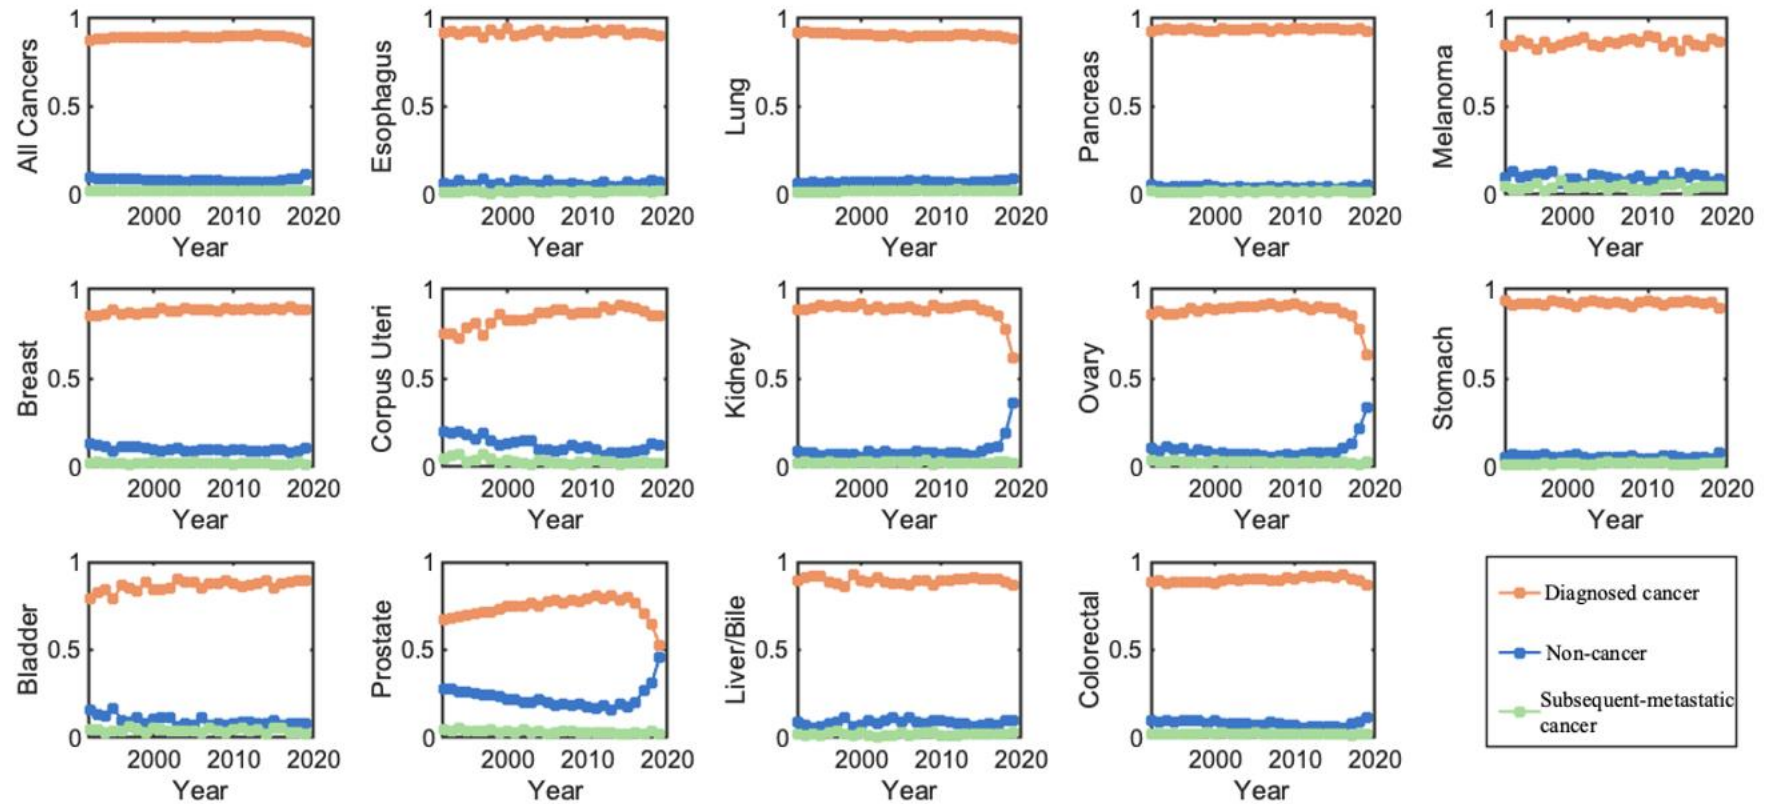 All Cancers
1
0.5
0
2000 2010 2020
Year
Esophagus
1
0.5
0
2000 2010 2020
Year
Lung
1
0.5
0
2000 2010 2020
Year
Pancreas
1
0.5
0
2000 2010 2020
Year
Melanoma
1
0.5
0
2000 2010 2020
Year
Breast
1
0.5
0
2000 2010 2020
Year
Corpus Uteri
1
0.5
0
2000 2010 2020
Year
Kidney
1
0.5
0
2000 2010 2020
Year
Ovary
1
0.5
0
2000 2010 2020
Year
Stomach
1
0.5
0
2000 2010 2020
Year
Bladder
1
0.5
0
2000 2010 2020
Year
Prostate
1
0.5
0
2000 2010 2020
Year
Liver/Bile
1
0.5
0
2000 2010 2020
Year
Colorectal
1
0.5
0
2000 2010 2020
Year
Diagnosed cancer
Non-cancer
Subsequent-metastatic
cancer